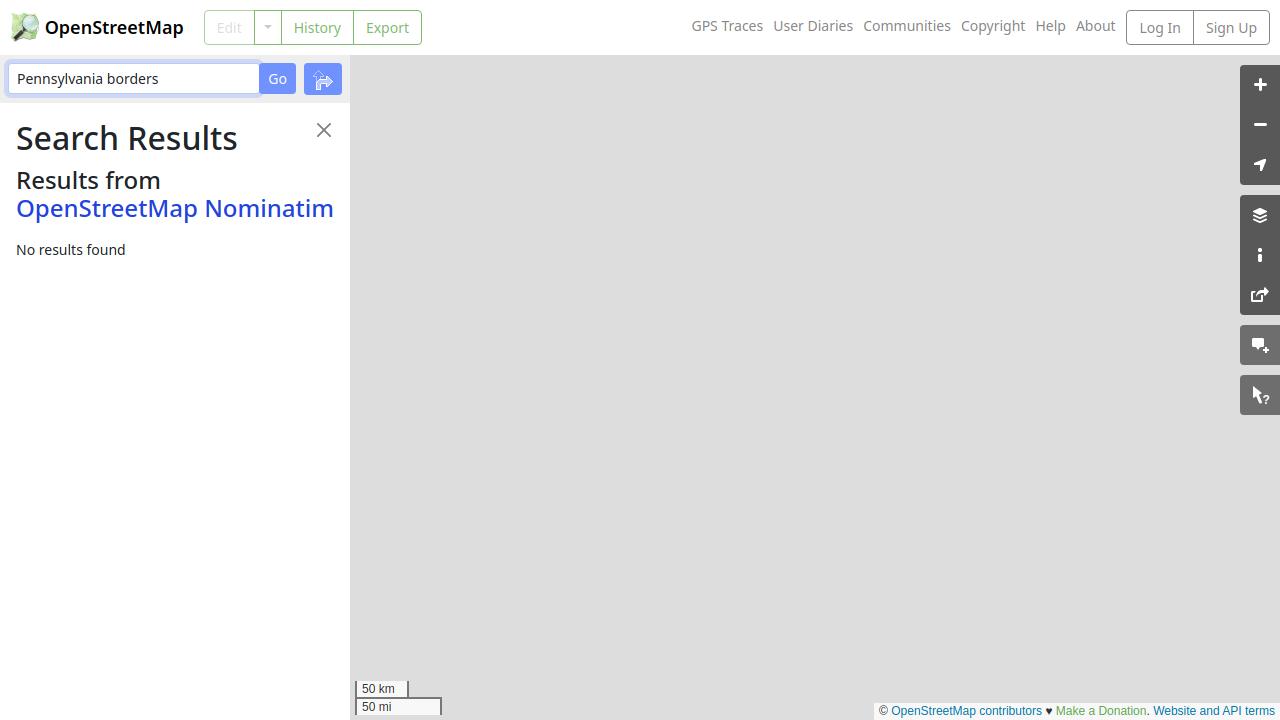 OpenStreetMap
Edit
History
Export
GPS Traces
User Diaries
Communities
Copyright
Help
About
Log In
Sign Up
Pennsylvania borders
Go
Search Results
Results from
OpenStreetMap Nominatim
No results found
50 km
50 mi
© OpenStreetMap contributors ♥ Make a Donation. Website and API terms